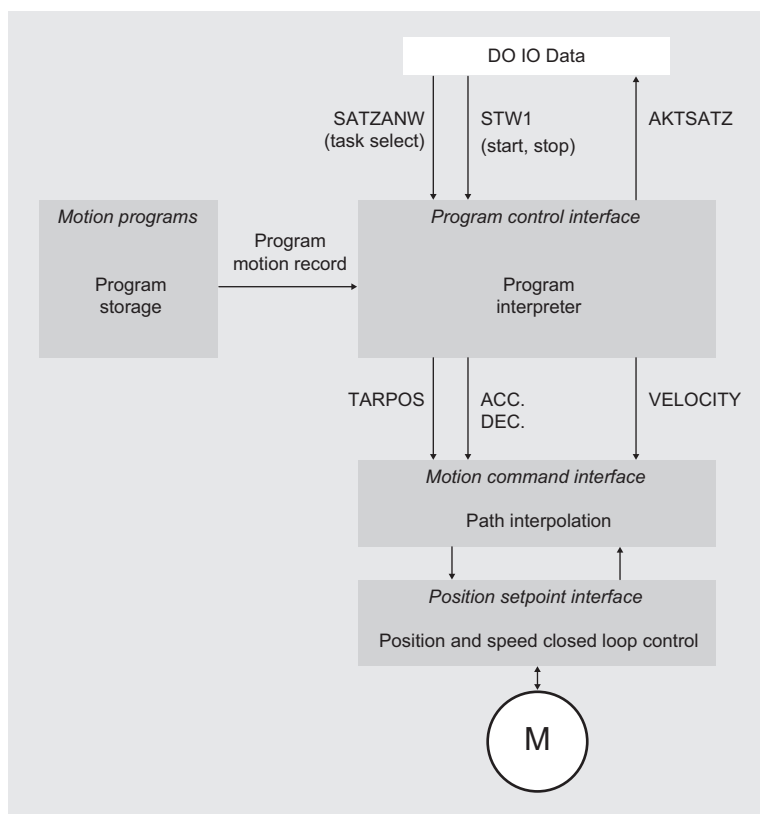 DO IO Data
SATZANW
(task select)
STW1
(start, stop)
AKTSATZ
Motion programs
Program
storage
Program
motion record
Program control interface
Program
interpreter
TARPOS
ACC.
DEC.
VELOCITY
Motion command interface
Path interpolation
Position setpoint interface
Position and speed closed loop control
M